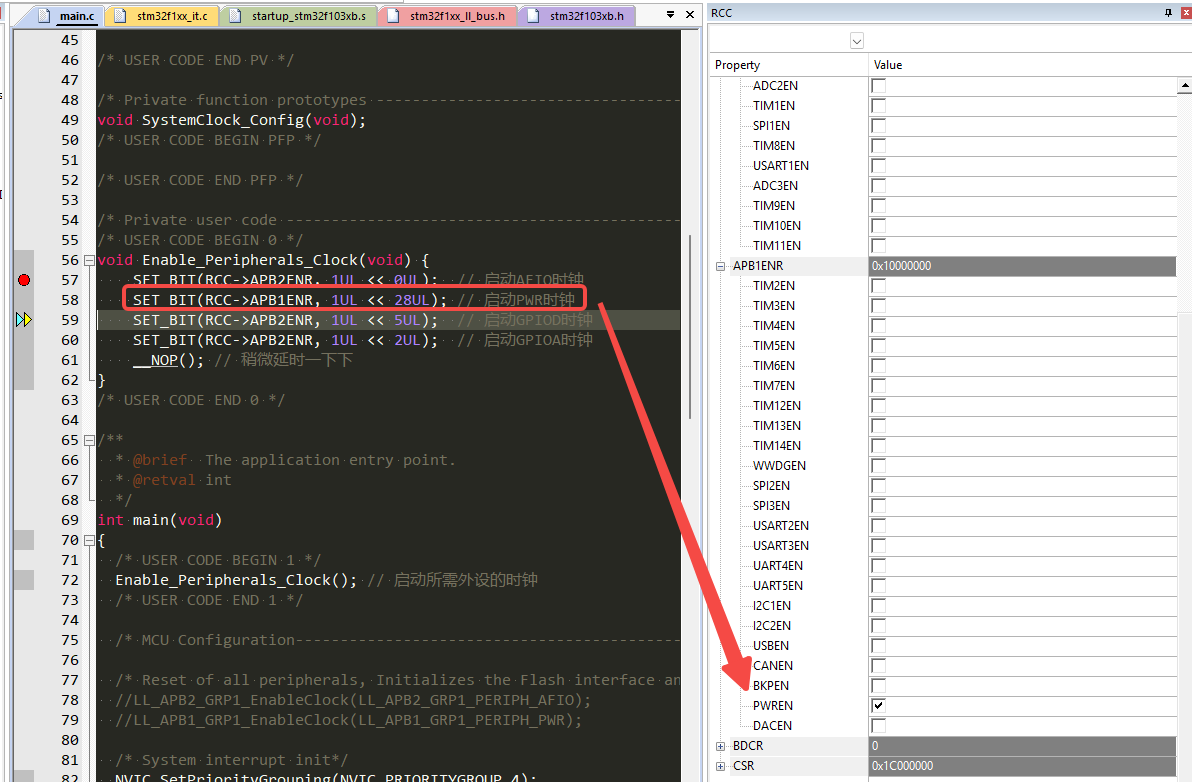 main.c
stm32f1xx_it.c
startup_stm32f103xb.s
stm32f1xx_ll_bus.h
stm32f103xb.h
45
46 /* USER CODE END PV */
47
48 /* Private function prototypes ----------------------------------
49 void SystemClock_Config(void);
50 /* USER CODE BEGIN PFP */
51
52 /* USER CODE END PFP */
53
54 /* Private user code --------------------------------------------
55 /* USER CODE BEGIN 0 */
56 void Enable_Peripherals_Clock(void) {
57 SET_BIT(RCC->APB2ENR, 1UL << 0UL); // 启动AFIO时钟
58 SET_BIT(RCC->APB1ENR, 1UL << 28UL); // 启动PWR时钟
59 SET_BIT(RCC->APB2ENR, 1UL << 5UL); // 启动GPIOD时钟
60 SET_BIT(RCC->APB2ENR, 1UL << 2UL); // 启动GPIOA时钟
61 __NOP(); // 稍微延时一下下
62 }
63 /* USER CODE END 0 */
64
65 /**
66 * @brief The application entry point.
67 * @retval int
68 */
69 int main(void)
70 {
71 /* USER CODE BEGIN 1 */
72 Enable_Peripherals_Clock(); // 启动所需外设的时钟
73 /* USER CODE END 1 */
74
75 /* MCU Configuration-------------------------------------------
76
77 /* Reset of all peripherals, Initializes the Flash interface an
78 //LL_APB2_GRP1_EnableClock(LL_APB2_GRP1_PERIPH_AFIO);
79 //LL_APB1_GRP1_EnableClock(LL_APB1_GRP1_PERIPH_PWR);
80
81 /* System interrupt init*/
82 NVIC_SetPriorityGrouping(NVIC_PRIORITYGROUP_4);
RCC
Property Value
ADC2EN
TIM1EN
SPI1EN
TIM8EN
USART1EN
ADC3EN
TIM9EN
TIM10EN
TIM11EN
APB1ENR 0x10000000
TIM2EN
TIM3EN
TIM4EN
TIM5EN
TIM6EN
TIM7EN
TIM12EN
TIM13EN
TIM14EN
WWDGEN
SPI2EN
SPI3EN
USART2EN
USART3EN
UART4EN
UART5EN
I2C1EN
I2C2EN
USBEN
CANEN
BKPEN
PWREN
DACEN
BDCR 0
CSR 0x1C000000